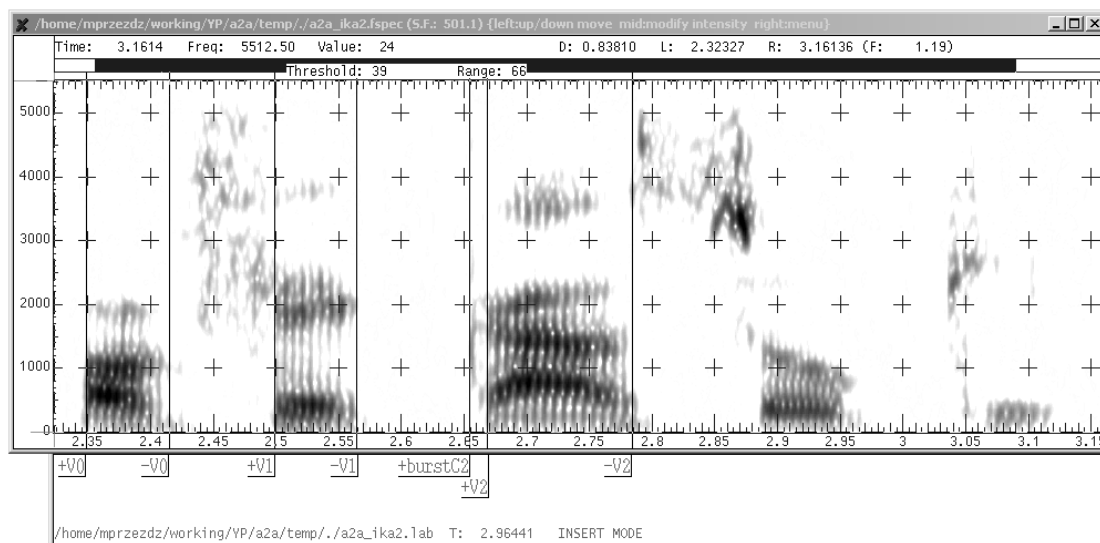 /home/mprzezdz/working/YP/a2a/temp/./a2a_ika2.fspec (S.F.: 501.1) {left:up/down move mid:modify intensity right:menu}
Time: 3.1614 Freq: 5512.50 Value: 24 D: 0.83810 L: 2.32327 R: 3.16136 (F: 1.19)
Threshold: 39 Range: 66
5000
4000
3000
2000
1000
0
2.35 2.4 2.45 2.5 2.55 2.6 2.65 2.7 2.75 2.8 2.85 2.9 2.95 3 3.05 3.1 3.15
+V0 -V0 +V1 -V1 +burstC2 -V2
+V2
/home/mprzezdz/working/YP/a2a/temp/./a2a_ika2.lab T: 2.96441 INSERT MODE